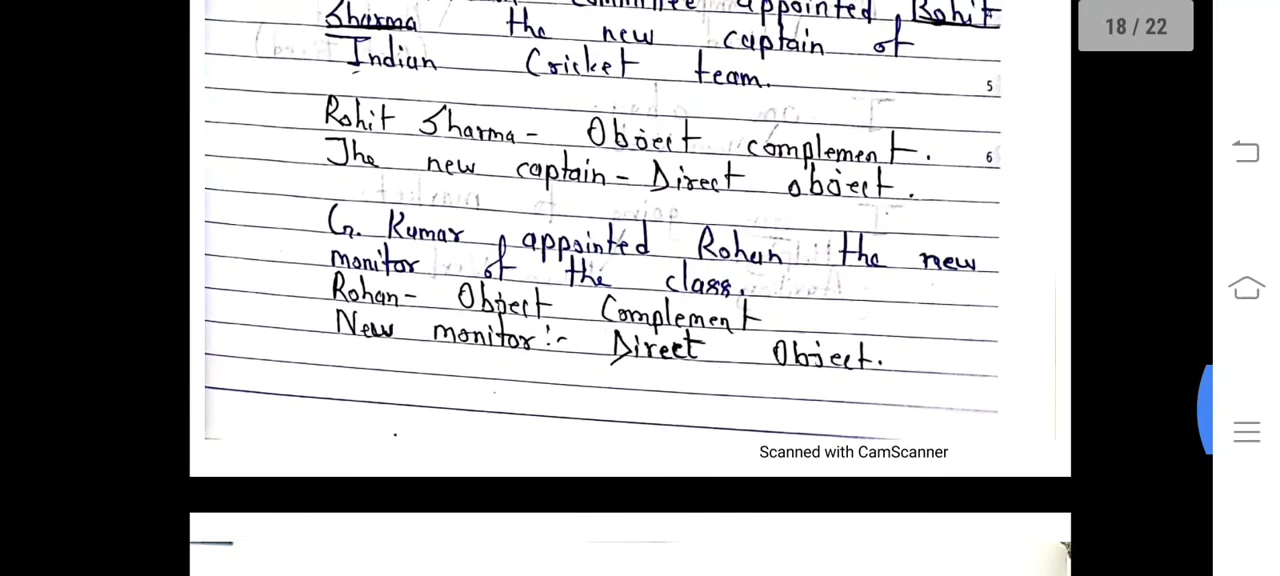 appointed Rohit
18 / 22
Sharma the new captain of
Indian Cricket team.
5
Rohit Sharma - Object complement.
6
The new captain - Direct object.
G. Kumar appointed Rohan the new
monitor of the class.
Rohan - Object Complement
New monitor :- Direct Object.
Scanned with CamScanner